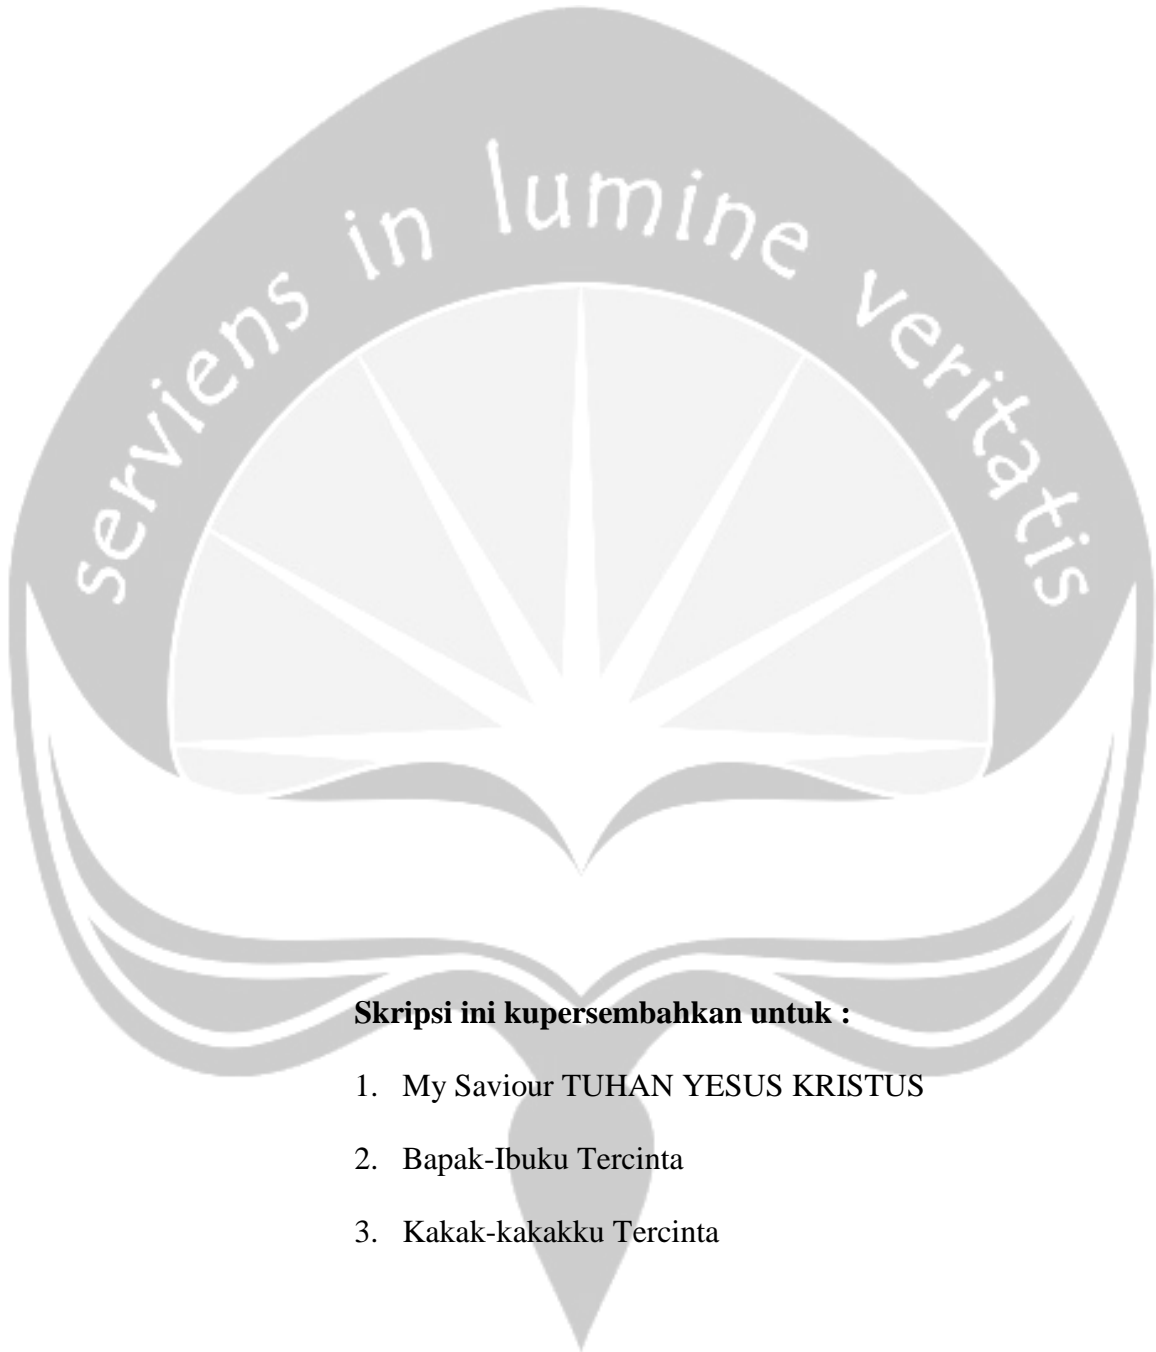 serviens in lumine veritatis
Skripsi ini kupersembahkan untuk :
1. My Saviour TUHAN YESUS KRISTUS
2. Bapak-Ibuku Tercinta
3. Kakak-kakakku Tercinta